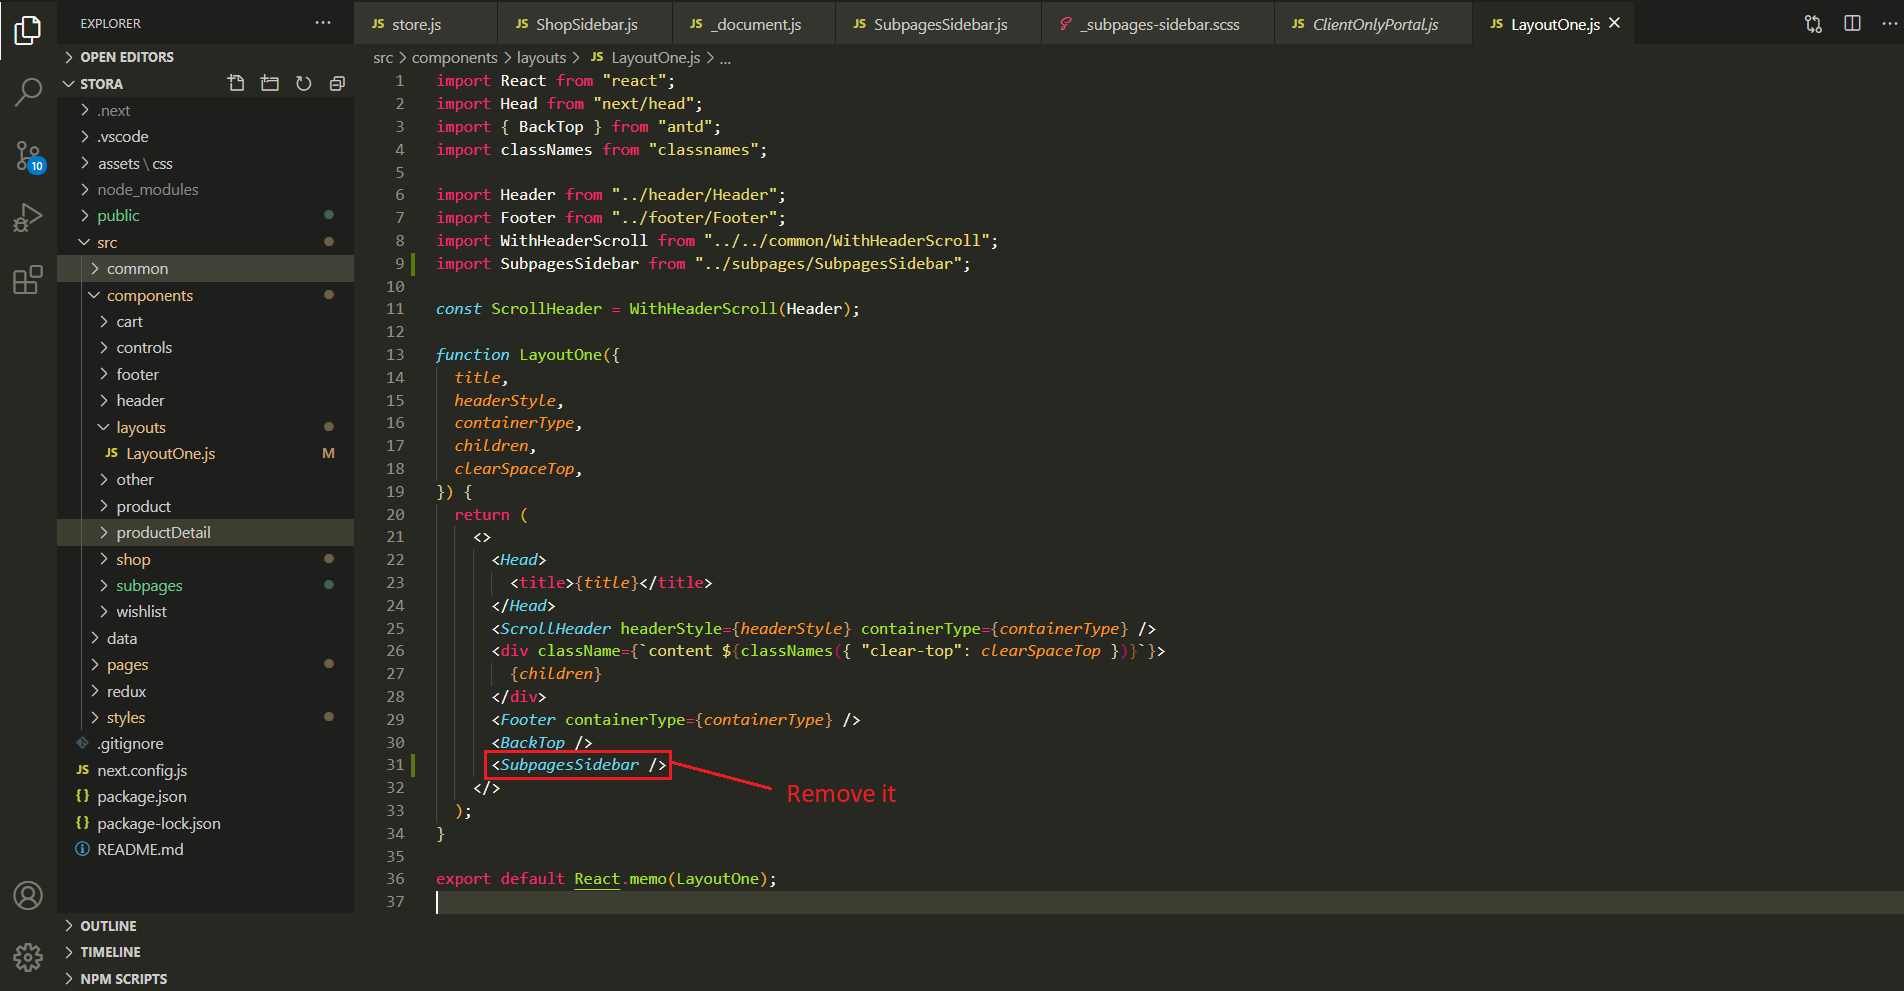 EXPLORER
OPEN EDITORS
STORA
.next
.vscode
assets \ css
node_modules
public
src
common
components
cart
controls
footer
header
layouts
JS LayoutOne.js M
other
product
productDetail
shop
subpages
wishlist
data
pages
redux
styles
.gitignore
JS next.config.js
{} package.json
{} package-lock.json
README.md
OUTLINE
TIMELINE
NPM SCRIPTS
10
JS store.js
JS ShopSidebar.js
JS _document.js
JS SubpagesSidebar.js
_subpages-sidebar.scss
JS ClientOnlyPortal.js
JS LayoutOne.js
src > components > layouts > JS LayoutOne.js > ...
1 import React from "react";
2 import Head from "next/head";
3 import { BackTop } from "antd";
4 import classNames from "classnames";
5
6 import Header from "../header/Header";
7 import Footer from "../footer/Footer";
8 import WithHeaderScroll from "../../common/WithHeaderScroll";
9 import SubpagesSidebar from "../subpages/SubpagesSidebar";
10
11 const ScrollHeader = WithHeaderScroll(Header);
12
13 function LayoutOne({
14 title,
15 headerStyle,
16 containerType,
17 children,
18 clearSpaceTop,
19 }) {
20 return (
21 <>
22 <Head>
23 <title>{title}</title>
24 </Head>
25 <ScrollHeader headerStyle={headerStyle} containerType={containerType} />
26 <div className={`content ${classNames({ "clear-top": clearSpaceTop })}`}>
27 {children}
28 </div>
29 <Footer containerType={containerType} />
30 <BackTop />
31 <SubpagesSidebar />
Remove it
32 </>
33 );
34 }
35
36 export default React.memo(LayoutOne);
37